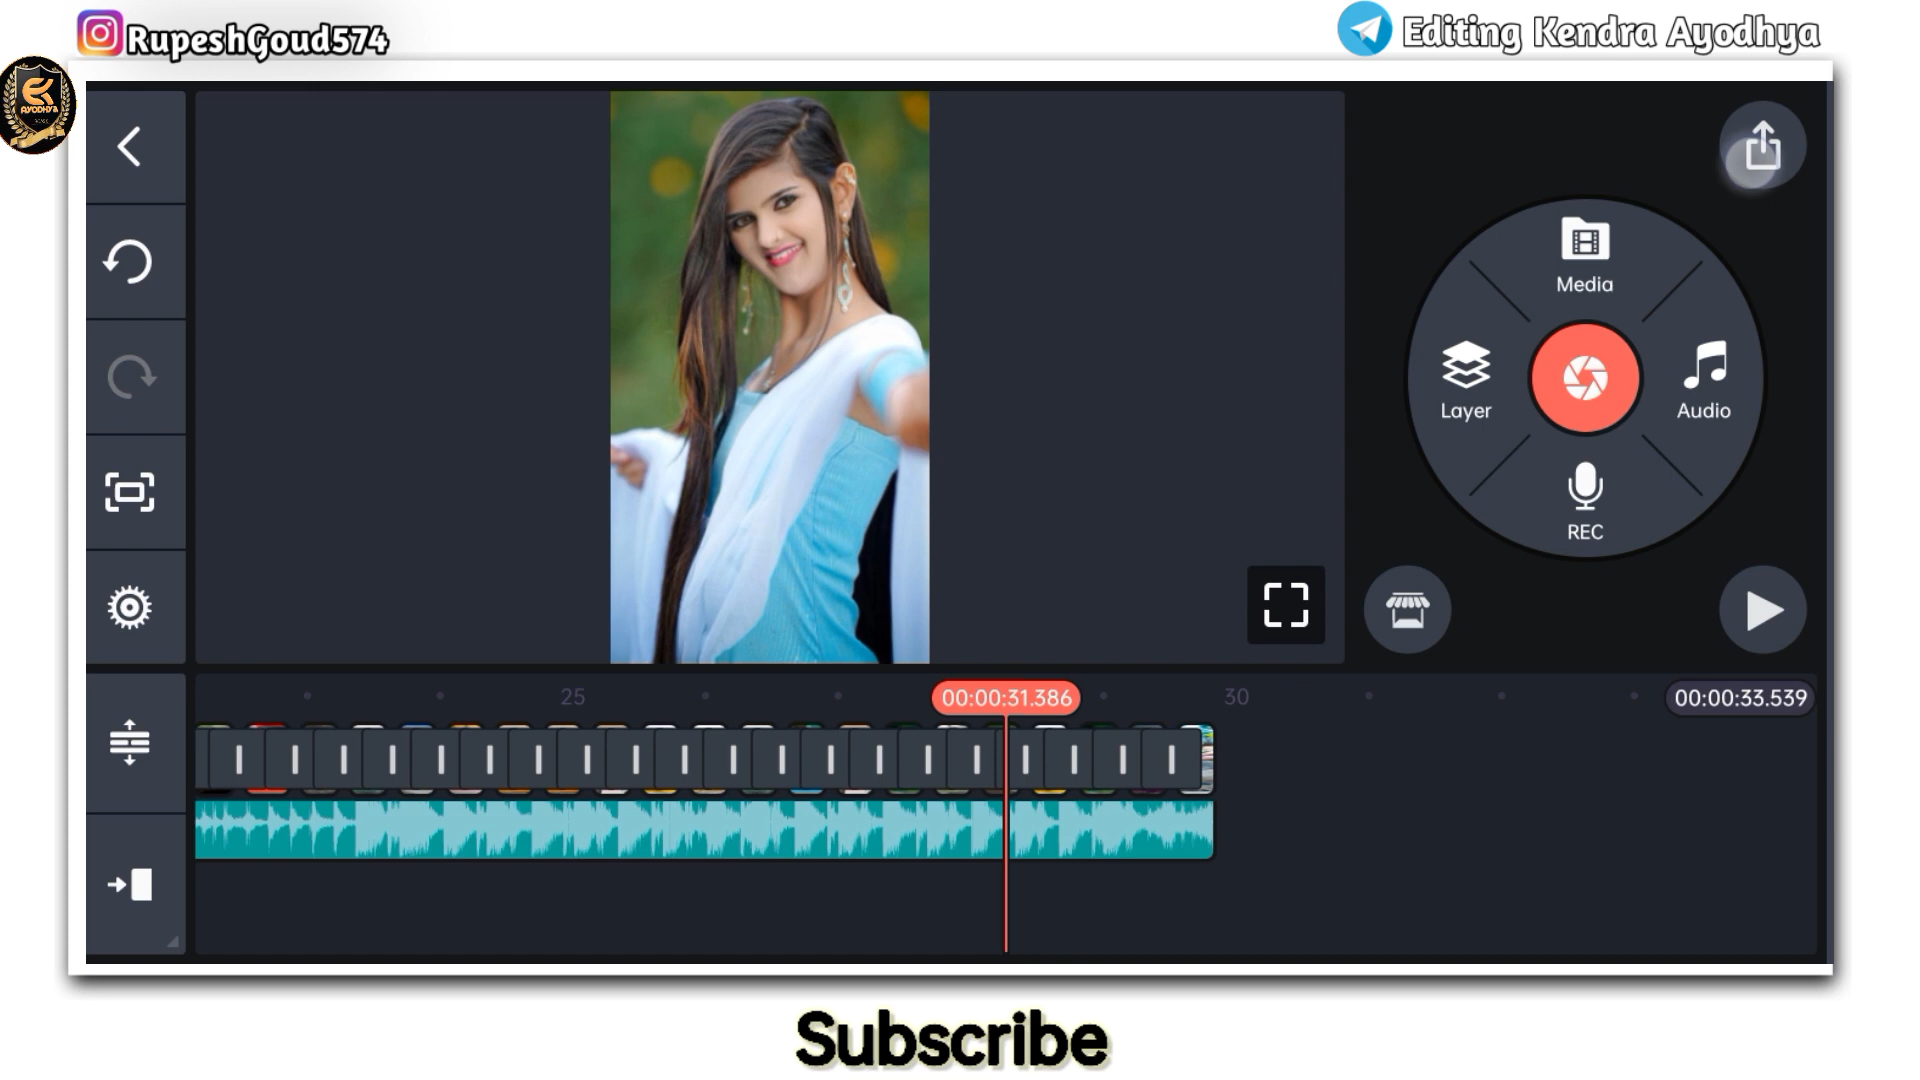 RupeshGoud574
Editing Kendra Ayodhya
AYODHYA
Media
Layer
Audio
REC
25
00:00:31.386
30
00:00:33.539
Subscribe